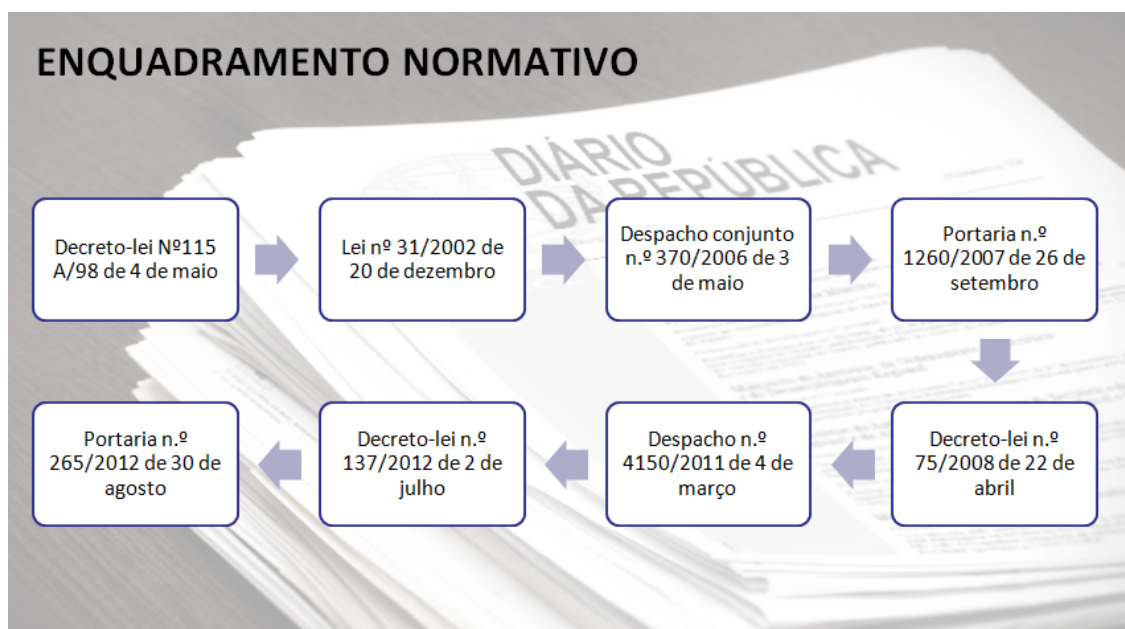 ENQUADRAMENTO NORMATIVO
DIÁRIO
DA REPÚBLICA
Decreto-lei Nº115
A/98 de 4 de maio
Lei nº 31/2002 de
20 de dezembro
Despacho conjunto
n.º 370/2006 de 3
de maio
Portaria n.º
1260/2007 de 26 de
setembro
Decreto-lei n.º
75/2008 de 22 de
abril
Despacho n.º
4150/2011 de 4 de
março
Decreto-lei n.º
137/2012 de 2 de
julho
Portaria n.º
265/2012 de 30 de
agosto